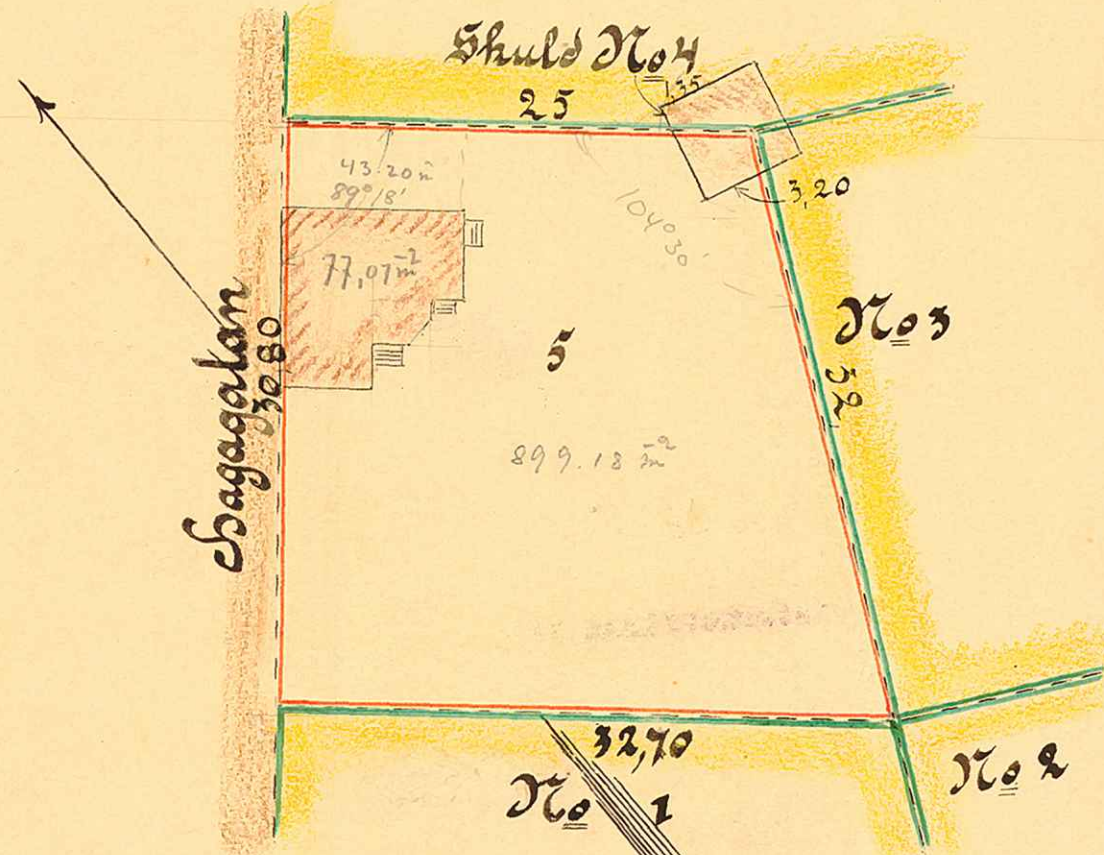 Skuld No 4
1,35
25
43.20 m
89°18'
104°30'
3,20
77,07 m²
No 3
Hagagatan
30,80
5
32,
899.18 m²
32,70
No 1
No 2